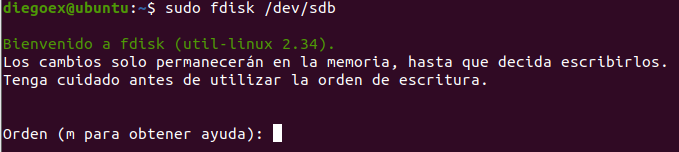 diegoex@ubuntu:~$ sudo fdisk /dev/sdb
Bienvenido a fdisk (util-linux 2.34).
Los cambios solo permanecerán en la memoria, hasta que decida escribirlos.
Tenga cuidado antes de utilizar la orden de escritura.
Orden (m para obtener ayuda):